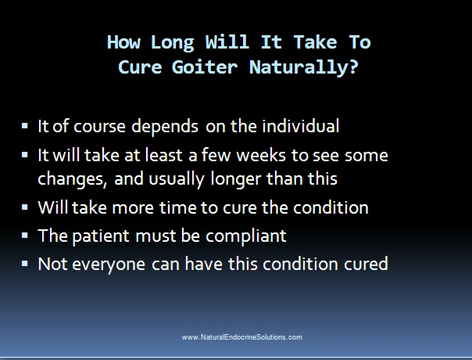 How Long Will It Take To
Cure Goiter Naturally?
It of course depends on the individual
It will take at least a few weeks to see some
changes, and usually longer than this
Will take more time to cure the condition
The patient must be compliant
Not everyone can have this condition cured
www.NaturalEndocrineSolutions.com